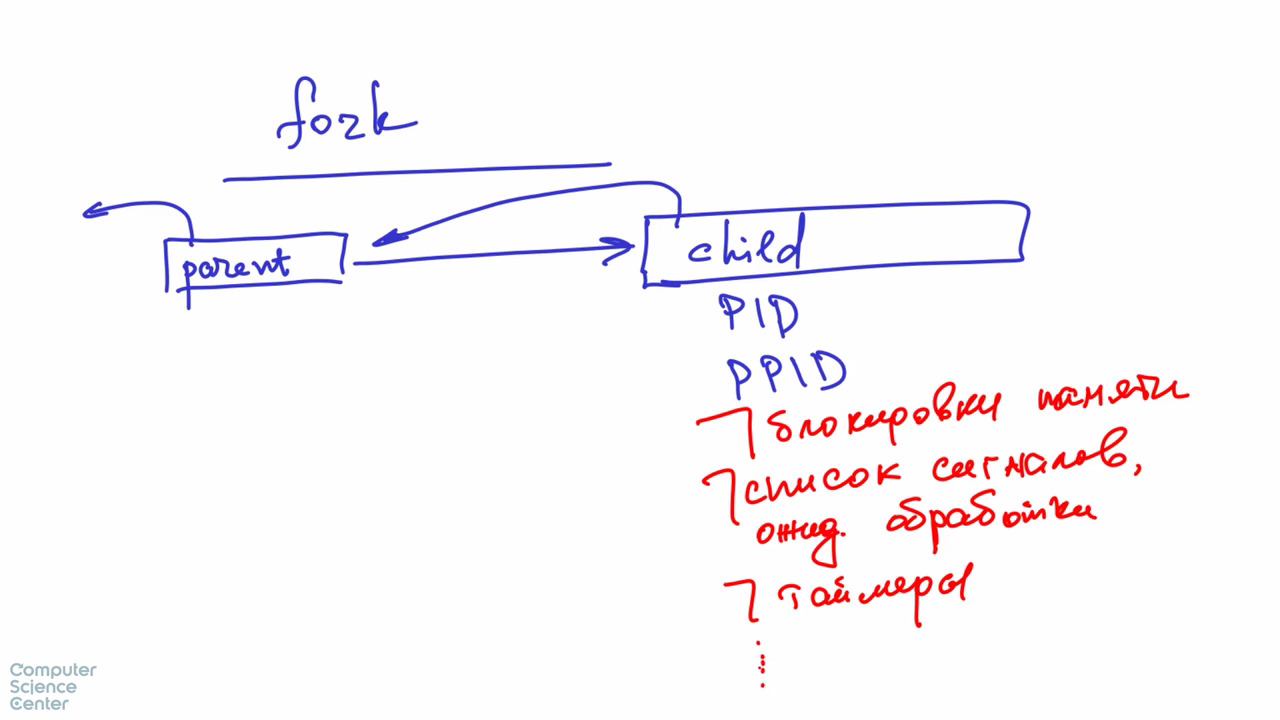 fork
parent
child
PID
PPID
¬ блокировки памяти
¬ список сигналов,
ожид. обработки
¬ таймеры
Computer
Science
Center